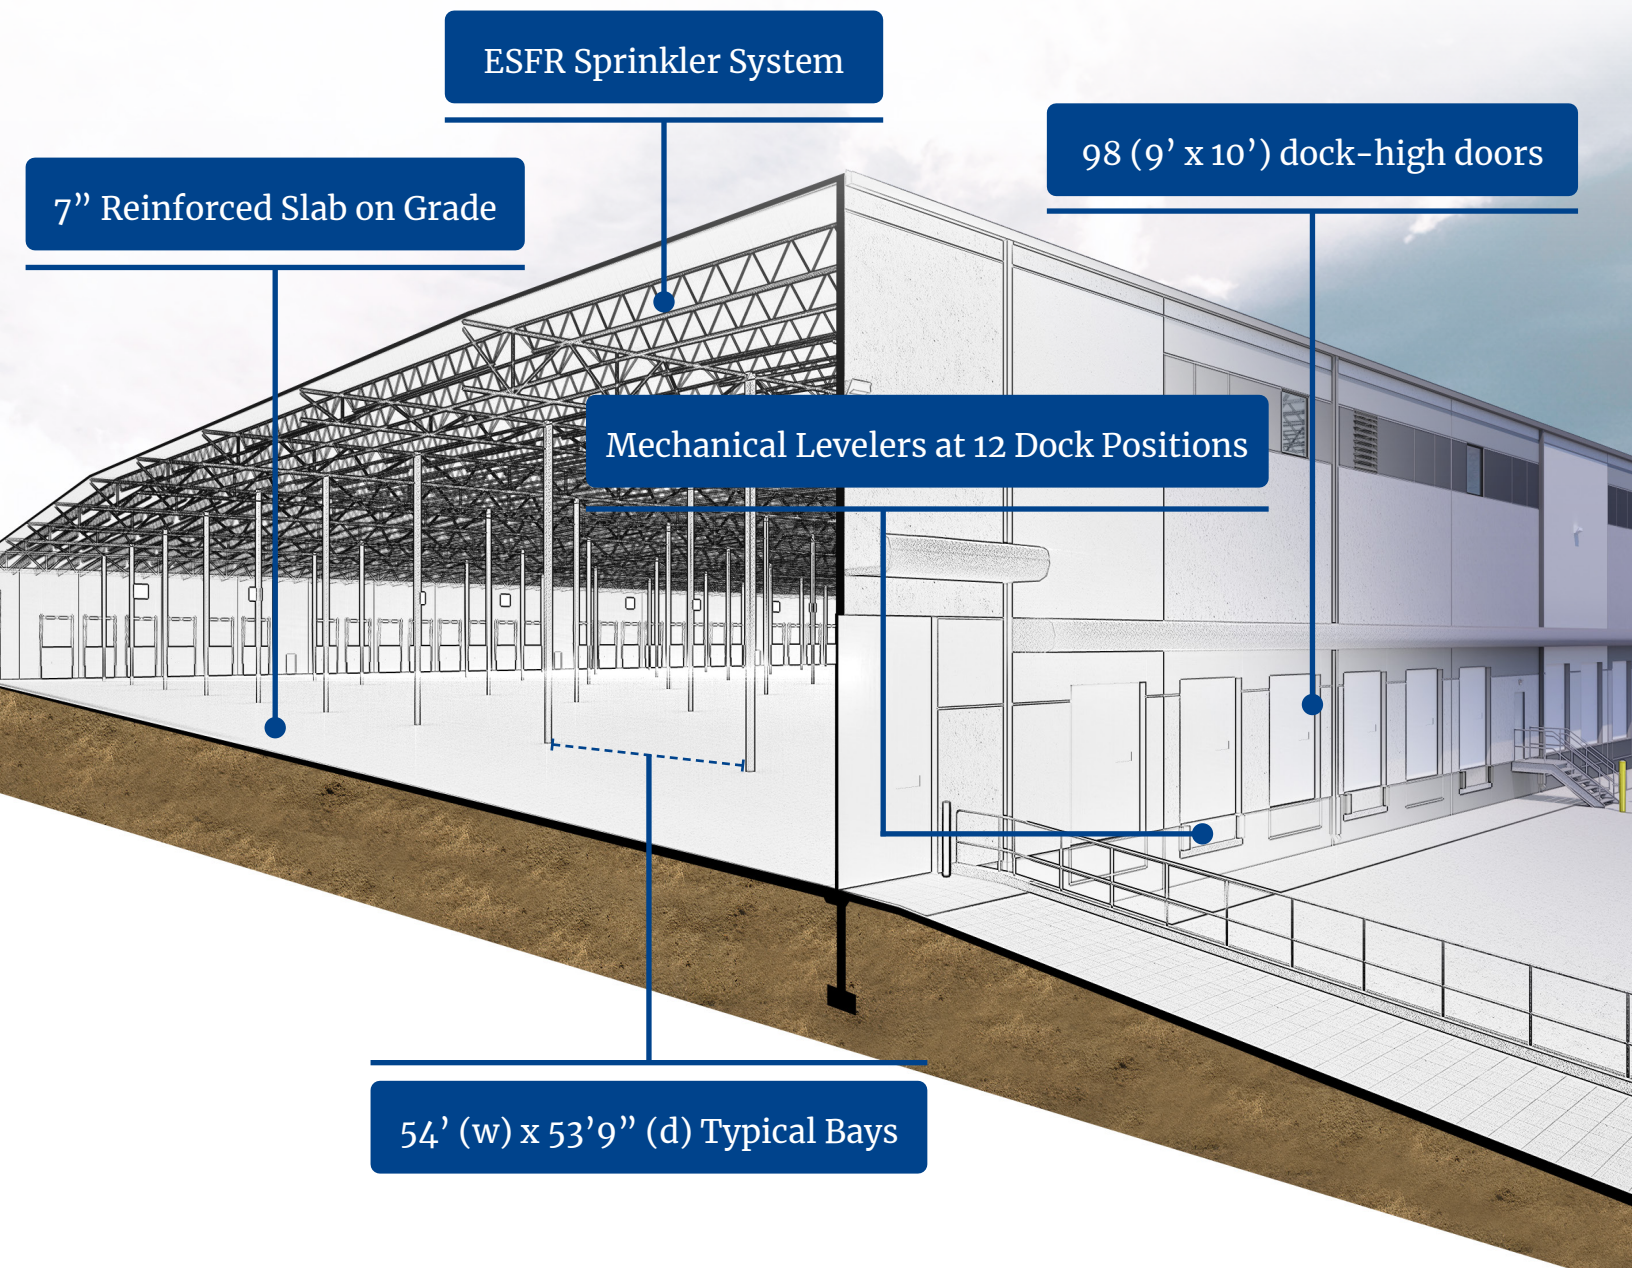 ESFR Sprinkler System
98 (9’ x 10’) dock-high doors
7” Reinforced Slab on Grade
Mechanical Levelers at 12 Dock Positions
54’ (w) x 53’9” (d) Typical Bays